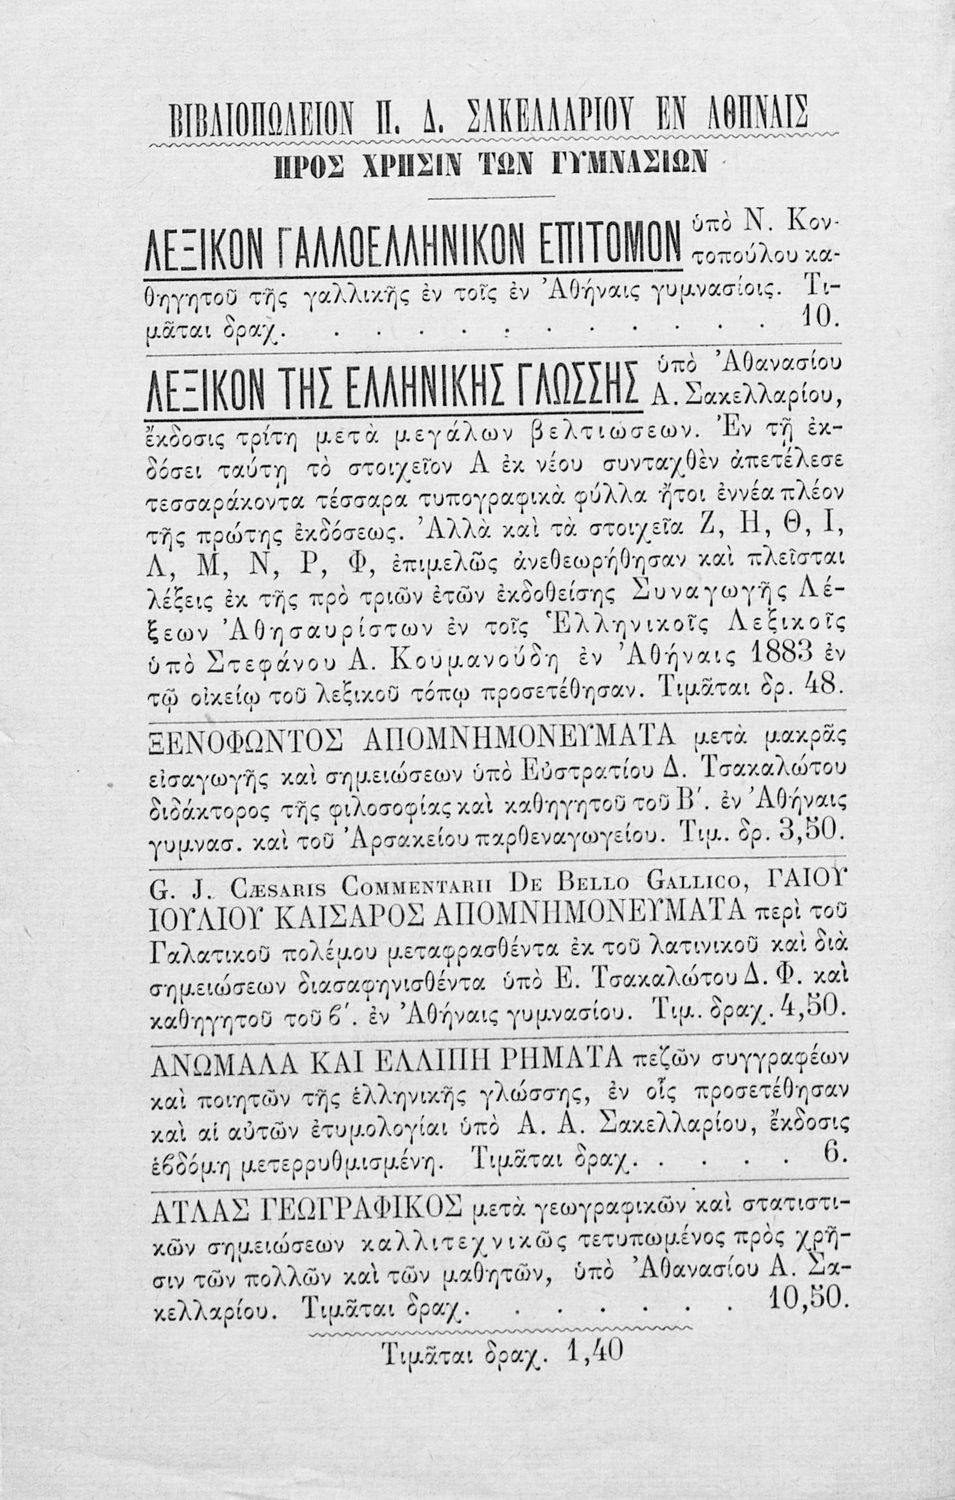 ΒΙΒΛΙΟΠΩΛΕΙΟΝ Π. Δ. ΣΑΚΕΛΛΑΡΙΟΥ ΕΝ ΑΘΗΝΑΙΣ
ΠΡΟΣ ΧΡΗΣΙΝ ΤΩΝ ΓΥΜΝΑΣΙΩΝ
ΛΕΞΙΚΟΝ ΓΑΛΛΟΕΛΛΗΝΙΚΟΝ ΕΠΙΤΟΜΟΝ ὑπὸ Ν. Κον-
τοπούλου κα-
θηγητοῦ τῆς γαλλικῆς ἐν τοῖς ἐν Ἀθήναις γυμνασίοις. Τι-
μᾶται δραχ. . . . . . . . . . . . . 10.
ΛΕΞΙΚΟΝ ΤΗΣ ΕΛΛΗΝΙΚΗΣ ΓΛΩΣΣΗΣ ὑπὸ Ἀθανασίου
Α. Σακελλαρίου,
ἔκδοσις τρίτη μετὰ μεγάλων βελτιώσεων. Ἐν τῇ ἐκ-
δόσει ταύτῃ τὸ στοιχεῖον Α ἐκ νέου συνταχθὲν ἀπετέλεσε
τεσσαράκοντα τέσσαρα τυπογραφικὰ φύλλα ἤτοι ἐννέα πλέον
τῆς πρώτης ἐκδόσεως. Ἀλλὰ καὶ τὰ στοιχεῖα Ζ, Η, Θ, Ι,
Λ, Μ, Ν, Ρ, Φ, ἐπιμελῶς ἀνεθεωρήθησαν καὶ πλεῖσται
λέξεις ἐκ τῆς πρὸ τριῶν ἐτῶν ἐκδοθείσης Συναγωγῆς Λέ-
ξεων Ἀθησαυρίστων ἐν τοῖς Ἑλληνικοῖς Λεξικοῖς
ὑπὸ Στεφάνου Α. Κουμανούδη ἐν Ἀθήναις 1883 ἐν
τῷ οἰκείῳ τοῦ λεξικοῦ τόπῳ προσετέθησαν. Τιμᾶται δρ. 48.
ΞΕΝΟΦΩΝΤΟΣ ΑΠΟΜΝΗΜΟΝΕΥΜΑΤΑ μετὰ μακρᾶς
εἰσαγωγῆς καὶ σημειώσεων ὑπὸ Εὐστρατίου Δ. Τσακαλώτου
διδάκτορος τῆς φιλοσοφίας καὶ καθηγητοῦ τοῦ Β΄. ἐν Ἀθήναις
γυμνασ. καὶ τοῦ Ἀρσακείου παρθεναγωγείου. Τιμ. δρ. 3,50.
G. J. CÆSARIS COMMENTARII DE BELLO GALLICO, ΓΑΙΟΥ
ΙΟΥΛΙΟΥ ΚΑΙΣΑΡΟΣ ΑΠΟΜΝΗΜΟΝΕΥΜΑΤΑ περὶ τοῦ
Γαλατικοῦ πολέμου μεταφρασθέντα ἐκ τοῦ λατινικοῦ καὶ διὰ
σημειώσεων διασαφηνισθέντα ὑπὸ Ε. Τσακαλώτου Δ. Φ. καὶ
καθηγητοῦ τοῦ ϐ΄. ἐν Ἀθήναις γυμνασίου. Τιμ. δραχ. 4,50.
ΑΝΩΜΑΛΑ ΚΑΙ ΕΛΛΙΠΗ ΡΗΜΑΤΑ πεζῶν συγγραφέων
καὶ ποιητῶν τῆς ἑλληνικῆς γλώσσης, ἐν οἷς προσετέθησαν
καὶ αἱ αὐτῶν ἐτυμολογίαι ὑπὸ Α. Α. Σακελλαρίου, ἔκδοσις
ἑϐδόμη μετερρυθμισμένη. Τιμᾶται δραχ. . . . . . 6.
ΑΤΛΑΣ ΓΕΩΓΡΑΦΙΚΟΣ μετὰ γεωγραφικῶν καὶ στατιστι-
κῶν σημειώσεων καλλιτεχνικῶς τετυπωμένος πρὸς χρῆ-
σιν τῶν πολλῶν καὶ τῶν μαθητῶν, ὑπὸ Ἀθανασίου Α. Σα-
κελλαρίου. Τιμᾶται δραχ. . . . . . . 10,50.
Τιμᾶται δραχ. 1,40